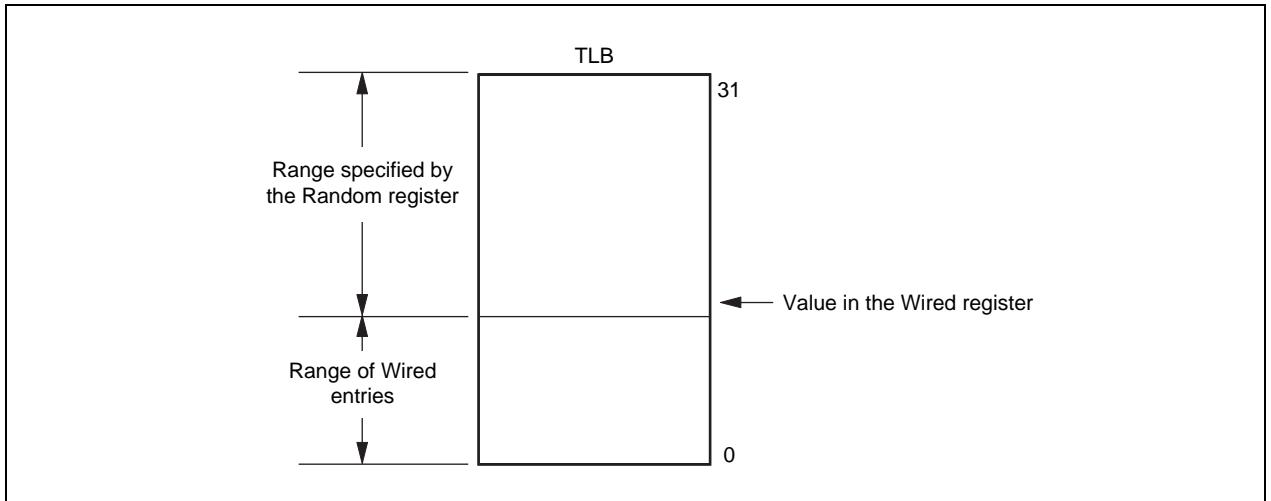 TLB
31
Range specified by
the Random register
Value in the Wired register
Range of Wired
entries
0